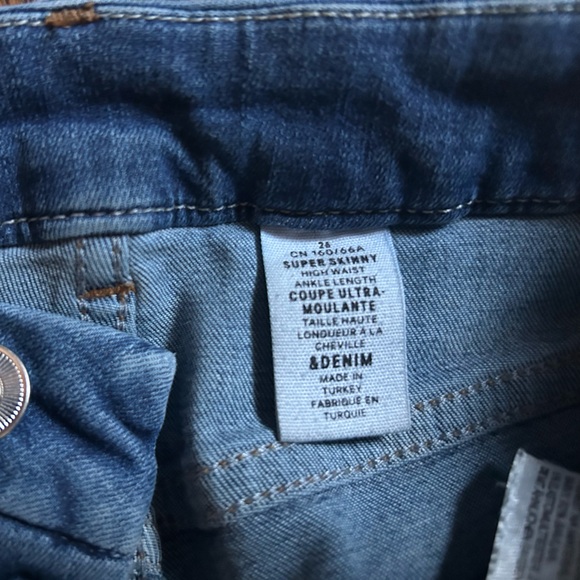 26
CN 160/66A
SUPER SKINNY
HIGH WAIST
ANKLE LENGTH
COUPE ULTRA-
MOULANTE
TAILLE HAUTE
LONGUEUR À LA
CHEVILLE
&DENIM
MADE IN
TURKEY
FABRIQUÉ EN
TURQUIE